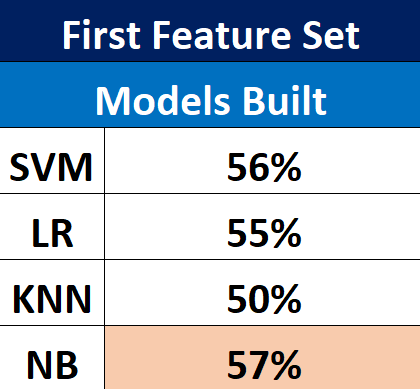 First Feature Set
Models Built
SVM 56%
LR 55%
KNN 50%
NB 57%